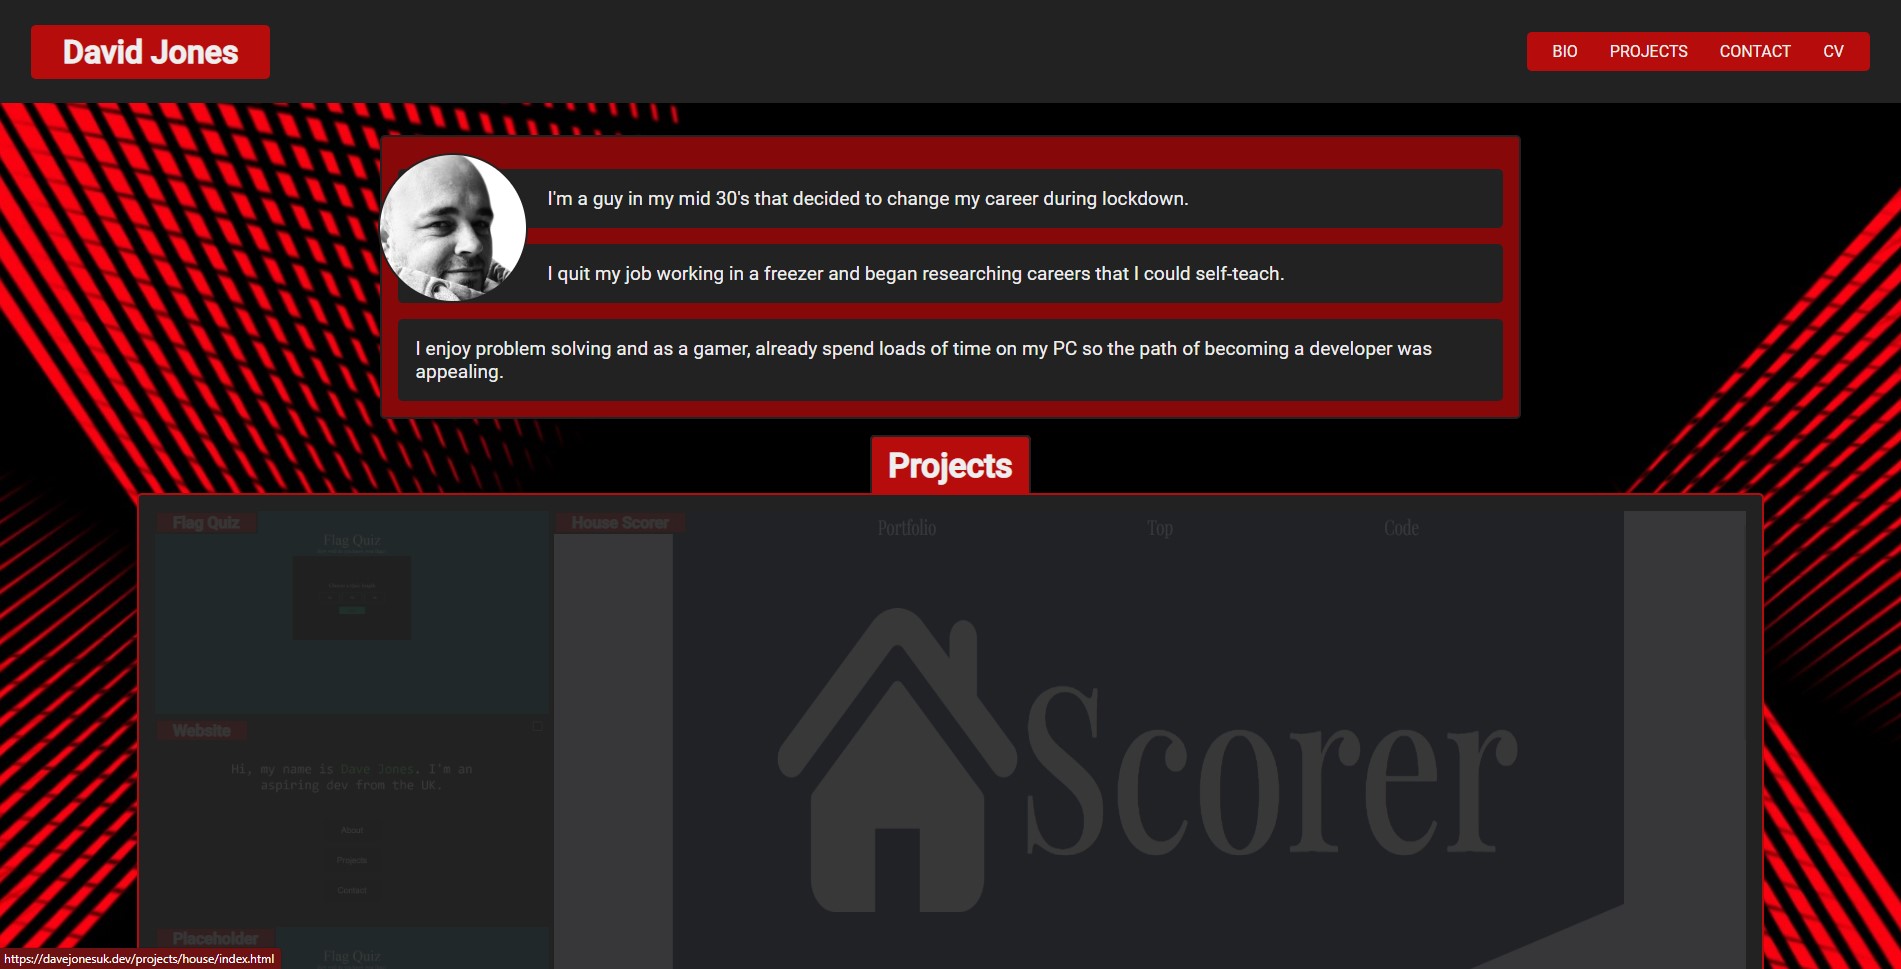 David Jones
BIO PROJECTS CONTACT CV
I'm a guy in my mid 30's that decided to change my career during lockdown.
I quit my job working in a freezer and began researching careers that I could self-teach.
I enjoy problem solving and as a gamer, already spend loads of time on my PC so the path of becoming a developer was
appealing.
Projects
Flag Quiz
Flag Quiz
House Scorer
Portfolio Top Code
Scorer
Website
Hi, my name is Dave Jones. I'm an
aspiring dev from the UK.
About
Projects
Contact
Placeholder
Flag Quiz
https://davejonesuk.dev/projects/house/index.html